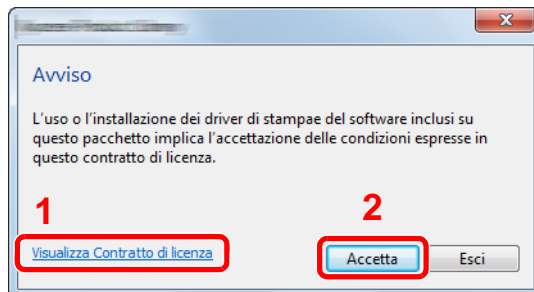 Avviso
L'uso o l'installazione dei driver di stampae del software inclusi su
questo pacchetto implica l'accettazione delle condizioni espresse in
questo contratto di licenza.
1
2
Visualizza Contratto di licenza
Accetta
Esci